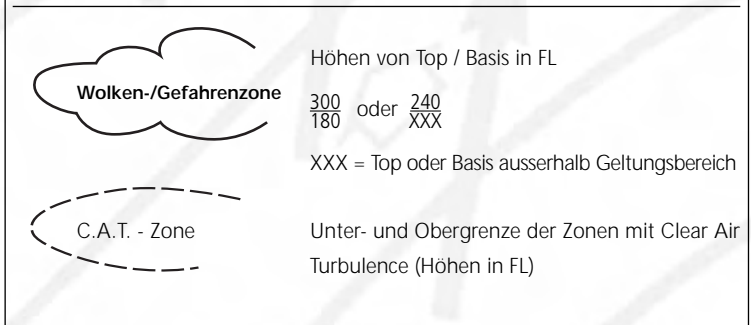 Höhen von Top / Basis in FL
Wolken-/Gefahrenzone
300/180 oder 240/XXX
XXX = Top oder Basis ausserhalb Geltungsbereich
C.A.T. - Zone
Unter- und Obergrenze der Zonen mit Clear Air
Turbulence (Höhen in FL)